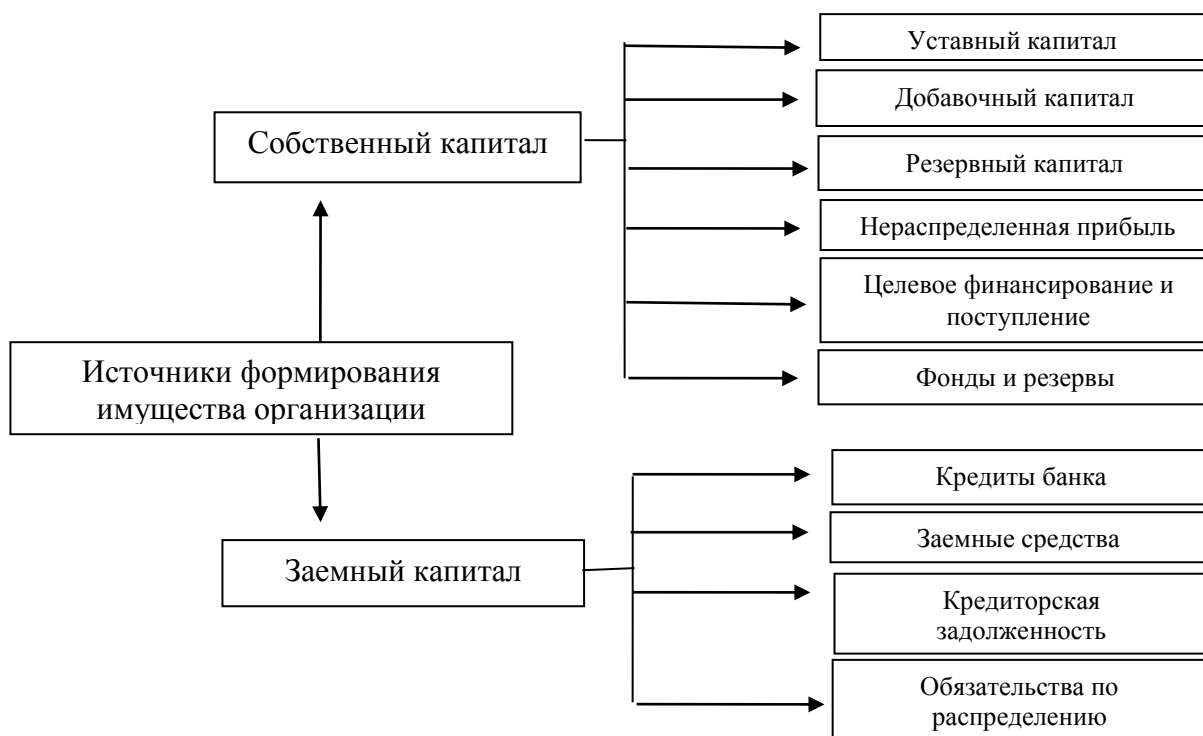 Уставный капитал
Добавочный капитал
Собственный капитал
Резервный капитал
Нераспределенная прибыль
Целевое финансирование и
поступление
Источники формирования
имущества организации
Фонды и резервы
Кредиты банка
Заемные средства
Заемный капитал
Кредиторская
задолженность
Обязательства по
распределению